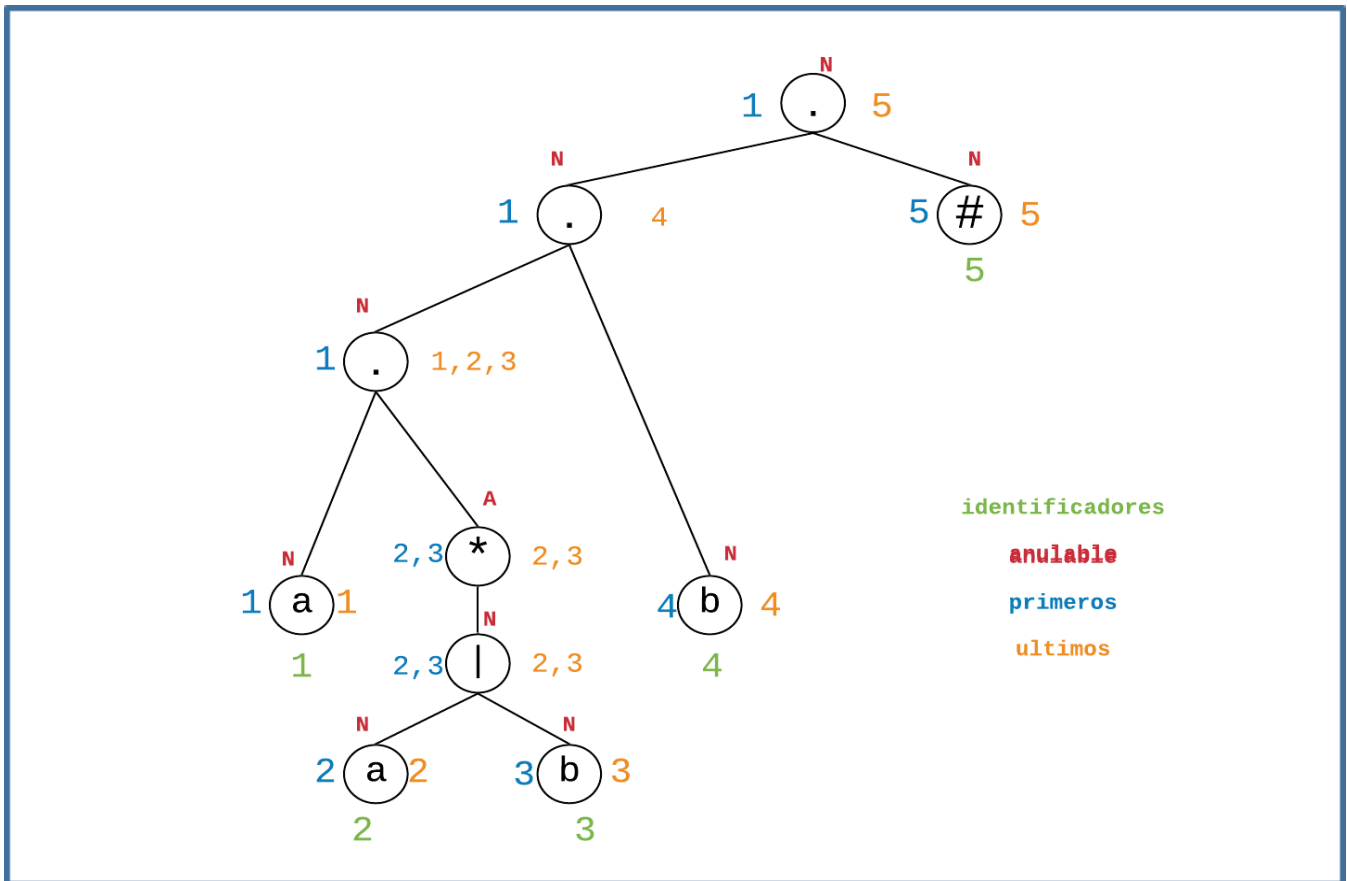 N
1 . 5
N N
1 . 4 5 # 5
5
N
1 . 1,2,3
A
identificadores
2,3 * 2,3 N anulable
N
1 a 1 4 b 4 primeros
N
1 2,3 | 2,3 4 ultimos
N N
2 a 2 3 b 3
2 3